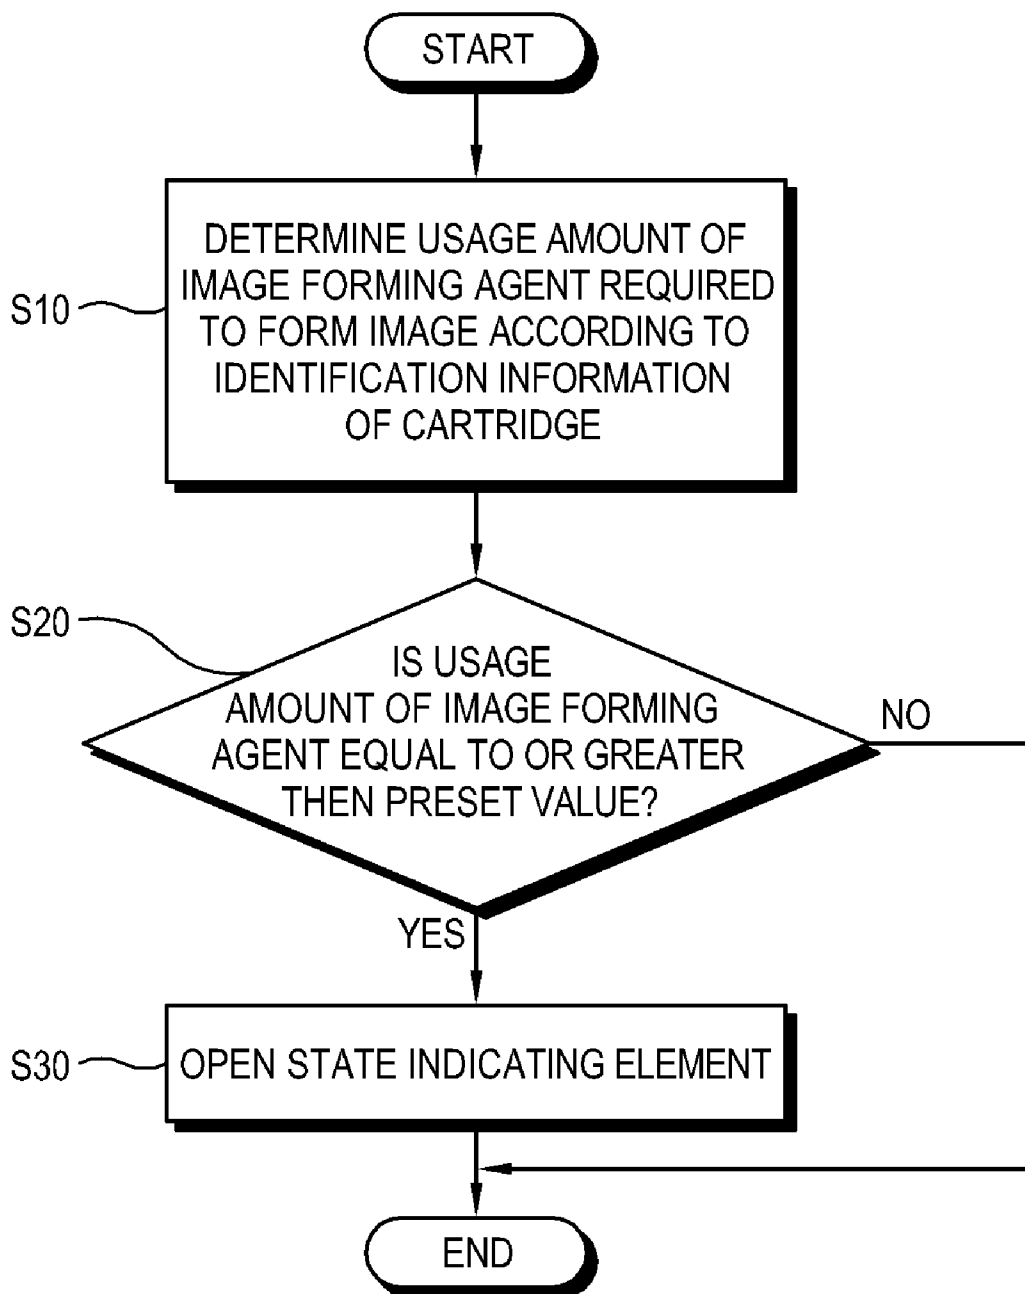 START
S10
DETERMINE USAGE AMOUNT OF
IMAGE FORMING AGENT REQUIRED
TO FORM IMAGE ACCORDING TO
IDENTIFICATION INFORMATION
OF CARTRIDGE
S20
IS USAGE
AMOUNT OF IMAGE FORMING
AGENT EQUAL TO OR GREATER
THEN PRESET VALUE?
NO
YES
S30
OPEN STATE INDICATING ELEMENT
END